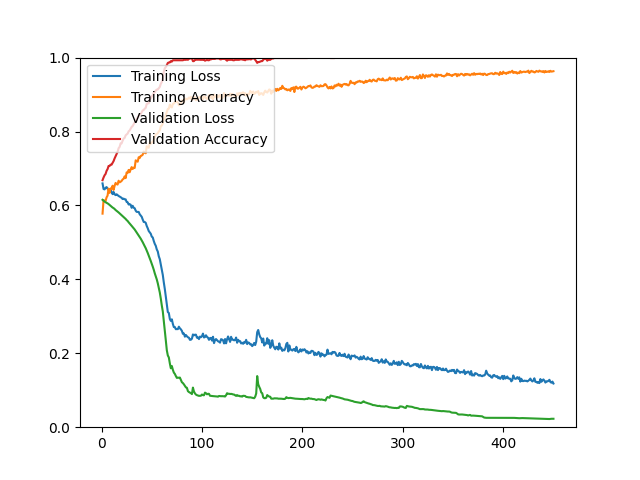 Training Loss
Training Accuracy
Validation Loss
Validation Accuracy
1.0
0.8
0.6
0.4
0.2
0.0
0 100 200 300 400